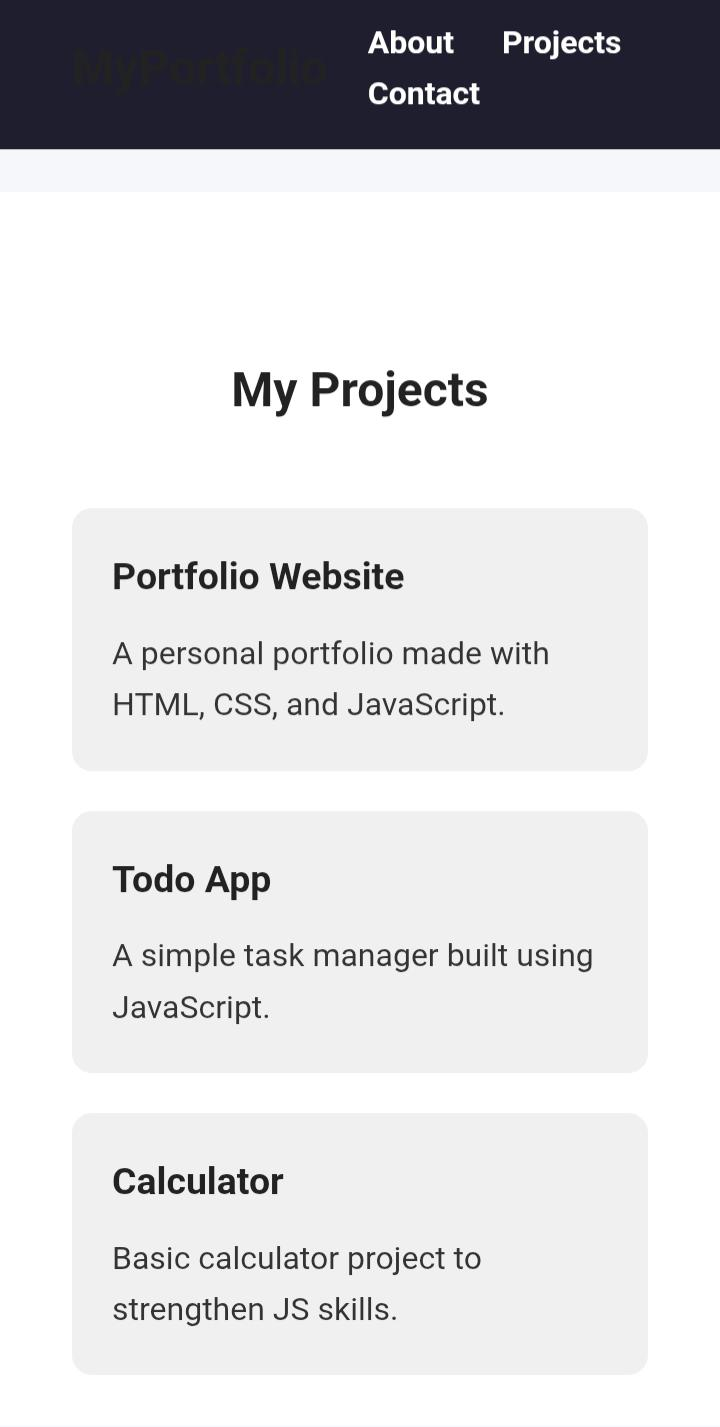 MyPortfolio
About Projects
Contact
My Projects
Portfolio Website
A personal portfolio made with
HTML, CSS, and JavaScript.
Todo App
A simple task manager built using
JavaScript.
Calculator
Basic calculator project to
strengthen JS skills.